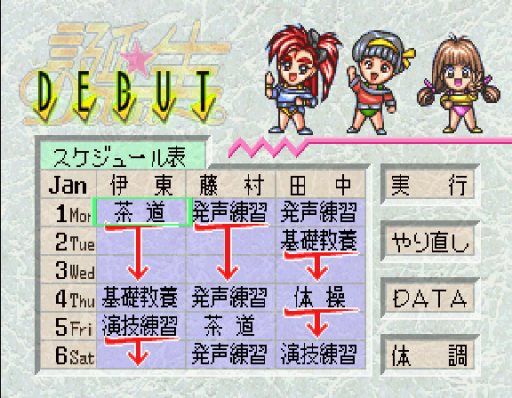 誕生
DEBUT
スケジュール表
Jan 伊東 藤村 田中
1Mon 茶道 発声練習 発声練習
2Tue 基礎教養
3Wed
4Thu 基礎教養 発声練習 体操
5Fri 演技練習 茶道
6Sat 発声練習 演技練習
実行
やり直し
DATA
体調